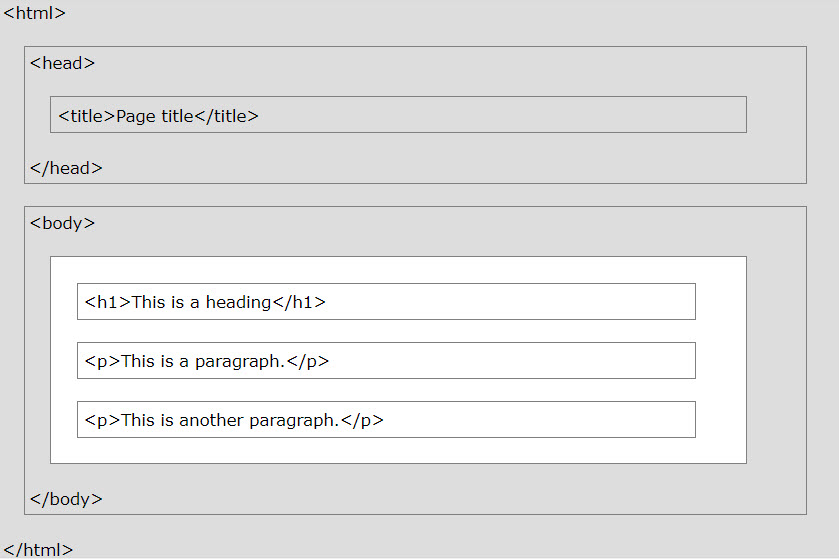 <html>
<head>
<title>Page title</title>
</head>
<body>
<h1>This is a heading</h1>
<p>This is a paragraph.</p>
<p>This is another paragraph.</p>
</body>
</html>